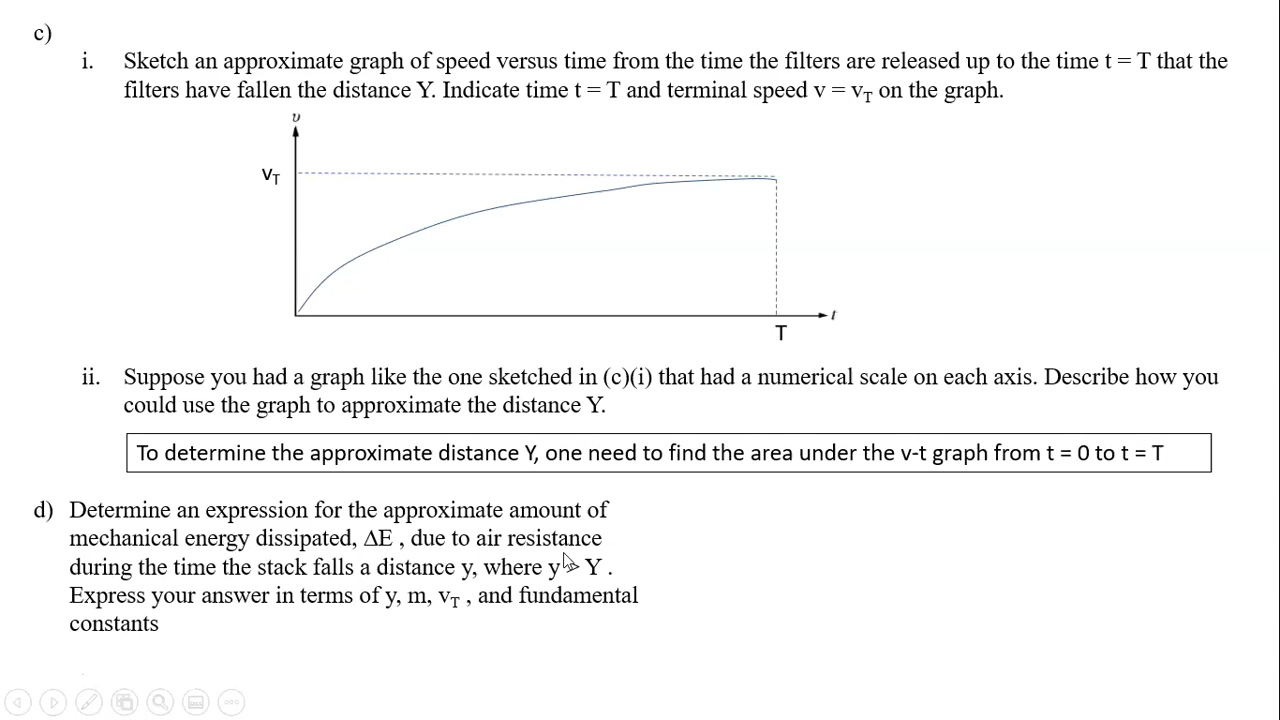 c)
i. Sketch an approximate graph of speed versus time from the time the filters are released up to the time t = T that the
filters have fallen the distance Y. Indicate time t = T and terminal speed v = vT on the graph.
υ
VT
t
T
ii. Suppose you had a graph like the one sketched in (c)(i) that had a numerical scale on each axis. Describe how you
could use the graph to approximate the distance Y.
To determine the approximate distance Y, one need to find the area under the v-t graph from t = 0 to t = T
d) Determine an expression for the approximate amount of
mechanical energy dissipated, ΔE , due to air resistance
during the time the stack falls a distance y, where y > Y .
Express your answer in terms of y, m, vT , and fundamental
constants